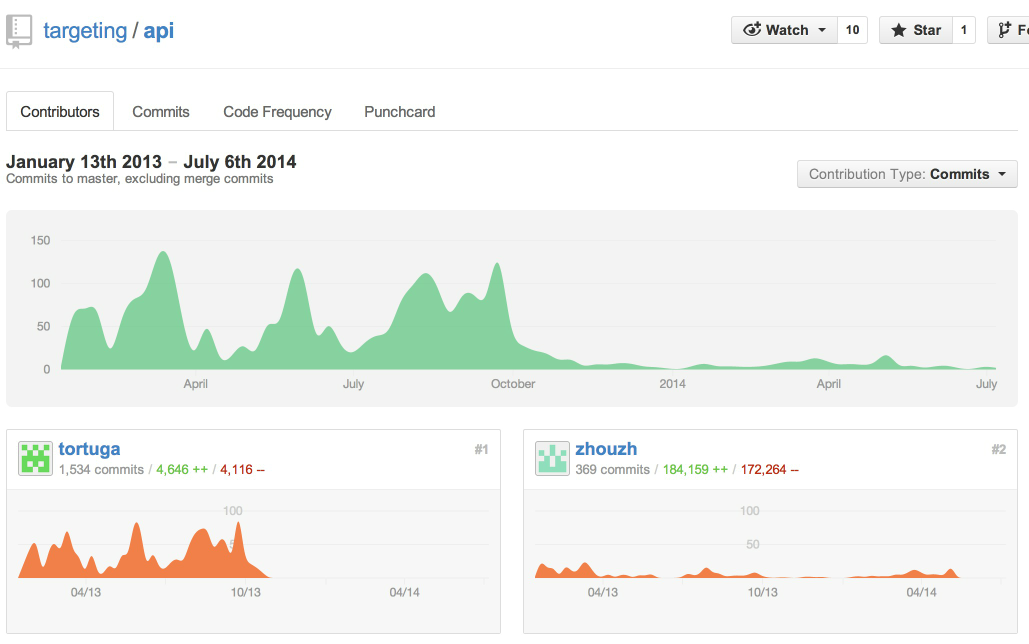 targeting / api
Watch 10 Star 1
Contributors Commits Code Frequency Punchcard
January 13th 2013 – July 6th 2014
Commits to master, excluding merge commits
Contribution Type: Commits
150
100
50
0
April July October 2014 April July
tortuga #1
1,534 commits / 4,646 ++ / 4,116 --
100
04/13 10/13 04/14
zhouzh #2
369 commits / 184,159 ++ / 172,264 --
100
50
04/13 10/13 04/14